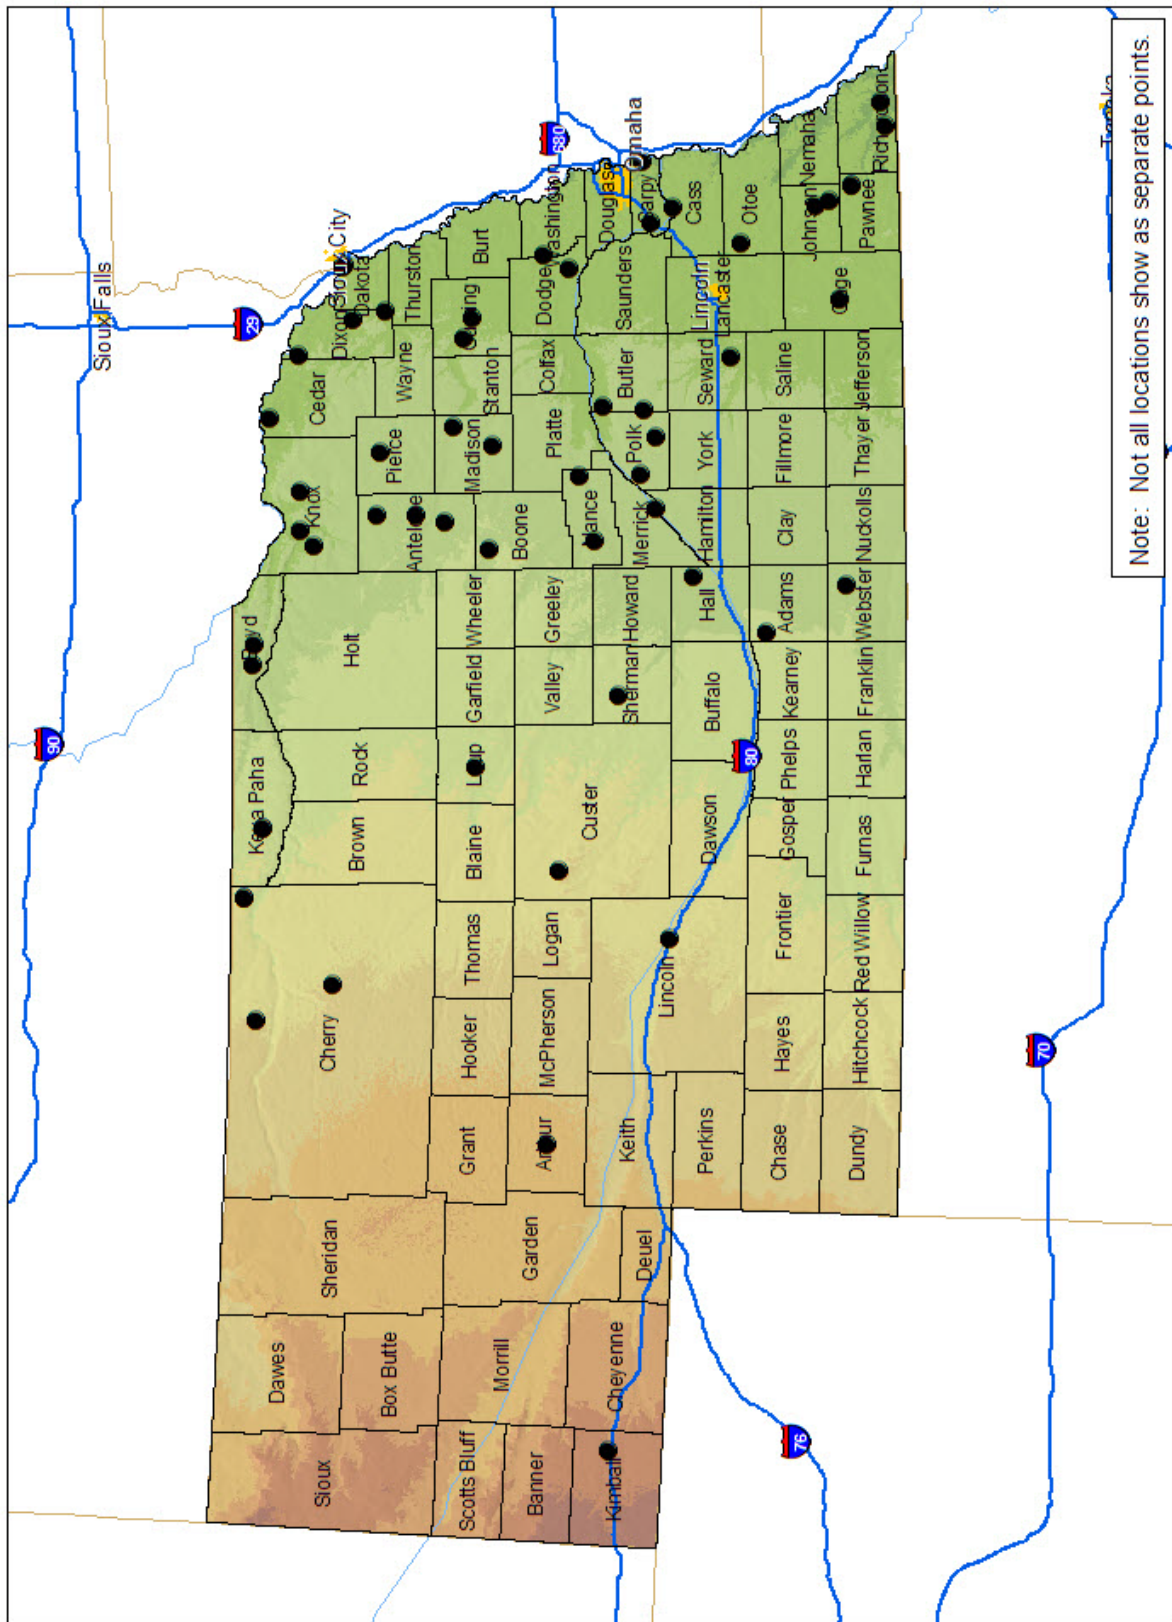 90
Sioux Falls
29
Sioux City
Keya Paha
Boyd
Dawes
Sheridan
Cherry
Brown
Rock
Holt
Knox
Cedar
Dixon
Dakota
Sioux
Box Butte
Pierce
Wayne
Thurston
Antelope
Scotts Bluff
Morrill
Grant
Hooker
Thomas
Blaine
Loup
Garfield
Wheeler
Madison
Stanton
Cuming
Burt
Banner
Garden
Arthur
McPherson
Logan
Custer
Valley
Greeley
Boone
Platte
Colfax
Dodge
Washington
680
Kimball
Cheyenne
Deuel
Keith
Lincoln
Sherman
Howard
Nance
Merrick
Polk
Butler
Saunders
Douglas
Omaha
Sarpy
Perkins
Dawson
Buffalo
Hall
Hamilton
York
Seward
Lincoln
Lancaster
Cass
80
Otoe
76
Chase
Hayes
Frontier
Gosper
Phelps
Kearney
Adams
Clay
Fillmore
Saline
Gage
Johnson
Nemaha
Dundy
Hitchcock
Red Willow
Furnas
Harlan
Franklin
Webster
Nuckolls
Thayer
Jefferson
Pawnee
Richardson
70
Note: Not all locations show as separate points.